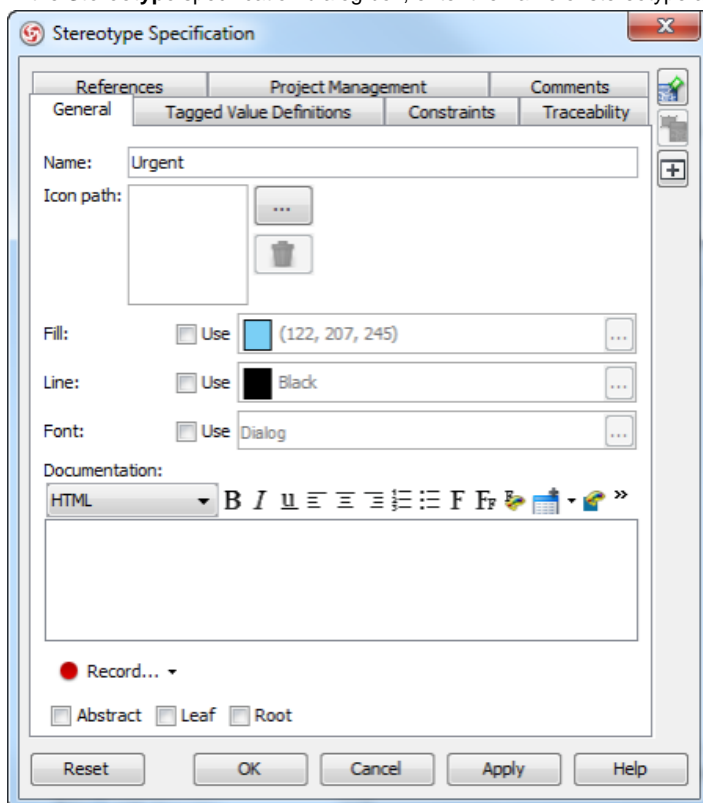 Stereotype Specification
References Project Management Comments
General Tagged Value Definitions Constraints Traceability
Name: Urgent
Icon path:
...
Fill: Use (122, 207, 245) ...
Line: Use Black ...
Font: Use Dialog ...
Documentation:
HTML B I u F FF »
Record...
Abstract Leaf Root
Reset OK Cancel Apply Help